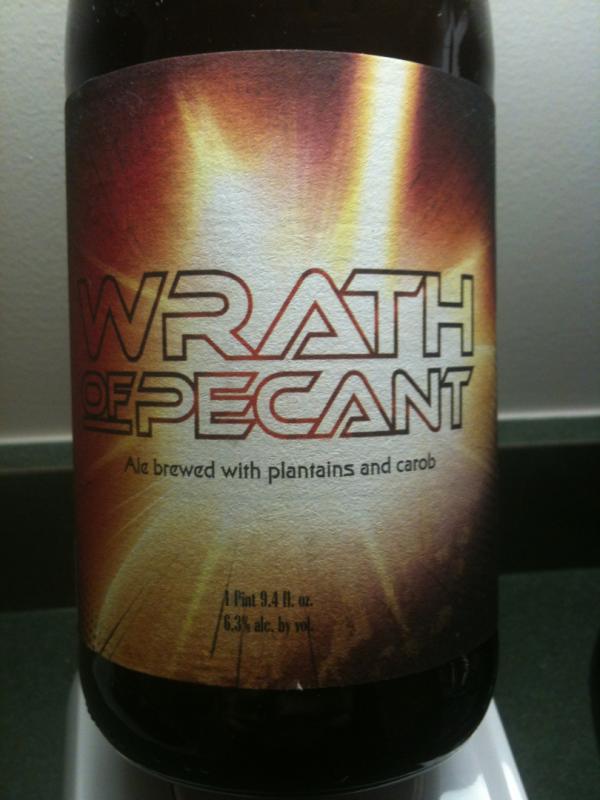 WRATH
OF PECANT
Ale brewed with plantains and carob
1 Pint 9.4 fl. oz.
6.3% alc. by vol.